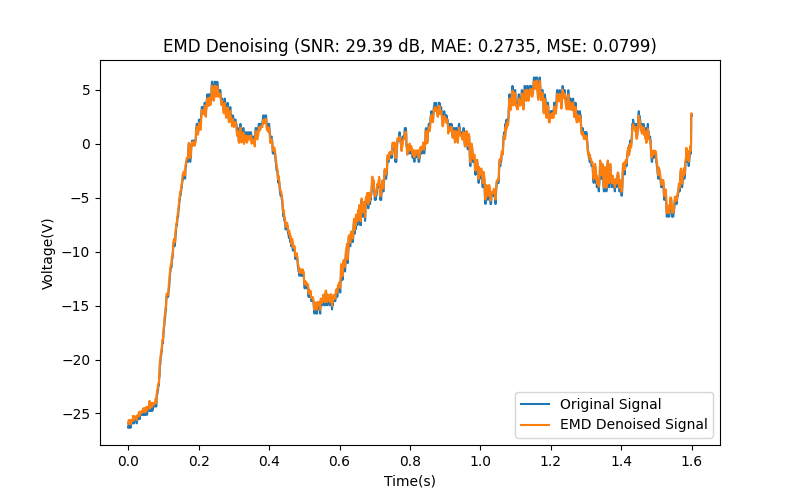 EMD Denoising (SNR: 29.39 dB, MAE: 0.2735, MSE: 0.0799)
5
0
−5
−10
−15
−20
−25
Voltage(V)
0.0 0.2 0.4 0.6 0.8 1.0 1.2 1.4 1.6
Time(s)
Original Signal
EMD Denoised Signal